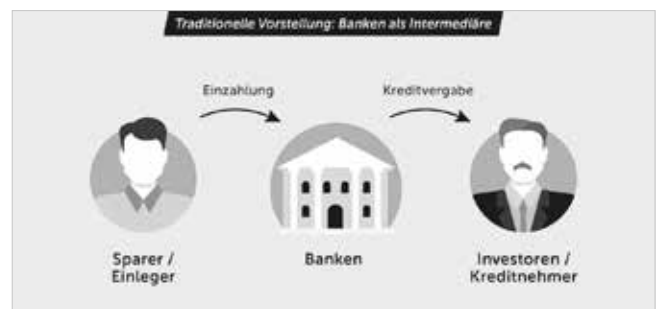 Traditionelle Vorstellung: Banken als Intermediäre
Einzahlung
Kreditvergabe
Sparer /
Einleger
Banken
Investoren /
Kreditnehmer